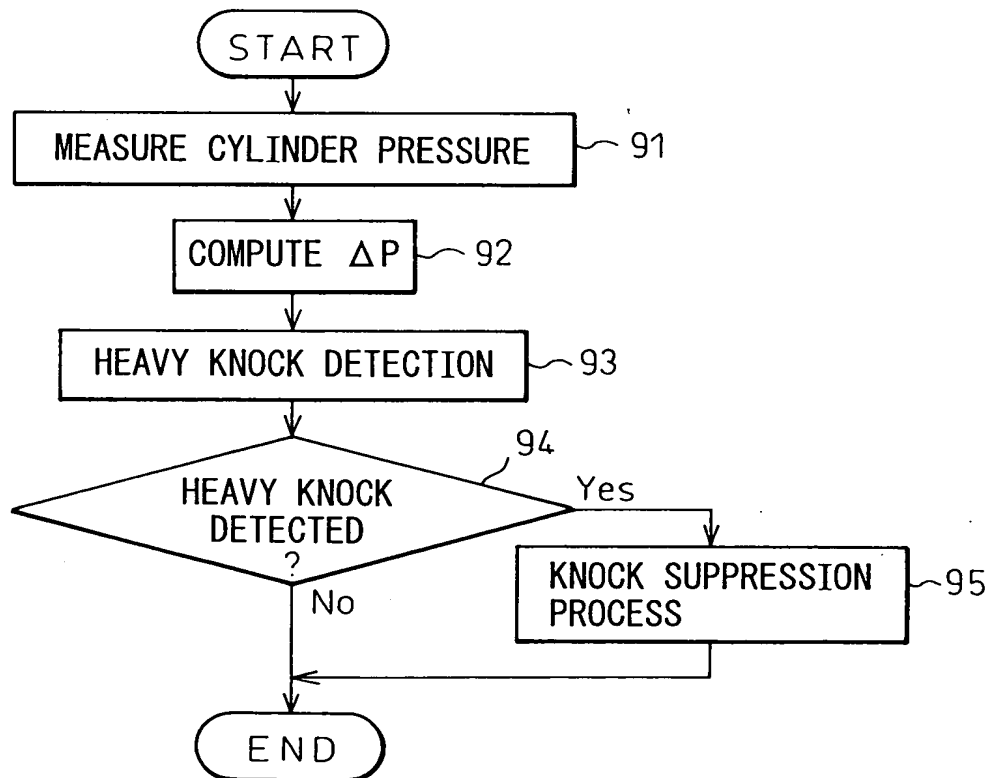 START
MEASURE CYLINDER PRESSURE
91
COMPUTE ΔP
92
HEAVY KNOCK DETECTION
93
94
HEAVY KNOCK
DETECTED
?
Yes
No
KNOCK SUPPRESSION
PROCESS
95
END